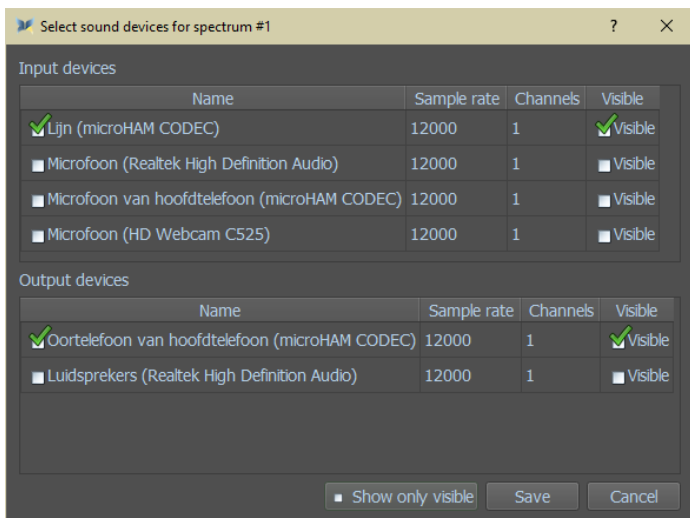 Select sound devices for spectrum #1 ?
Input devices
Name Sample rate Channels Visible
Lijn (microHAM CODEC) 12000 1 Visible
Microfoon (Realtek High Definition Audio) 12000 1 Visible
Microfoon van hoofdtelefoon (microHAM CODEC) 12000 1 Visible
Microfoon (HD Webcam C525) 12000 1 Visible
Output devices
Name Sample rate Channels Visible
Oortelefoon van hoofdtelefoon (microHAM CODEC) 12000 1 Visible
Luidsprekers (Realtek High Definition Audio) 12000 1 Visible
Show only visible Save Cancel